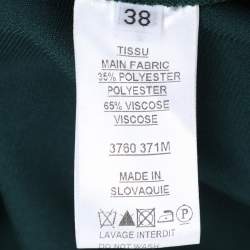 38
TISSU
MAIN FABRIC
35% POLYESTER
POLYESTER
65% VISCOSE
VISCOSE
3760 371M
MADE IN
SLOVAQUIE
P
LAVAGE INTERDIT
DO NOT WASH